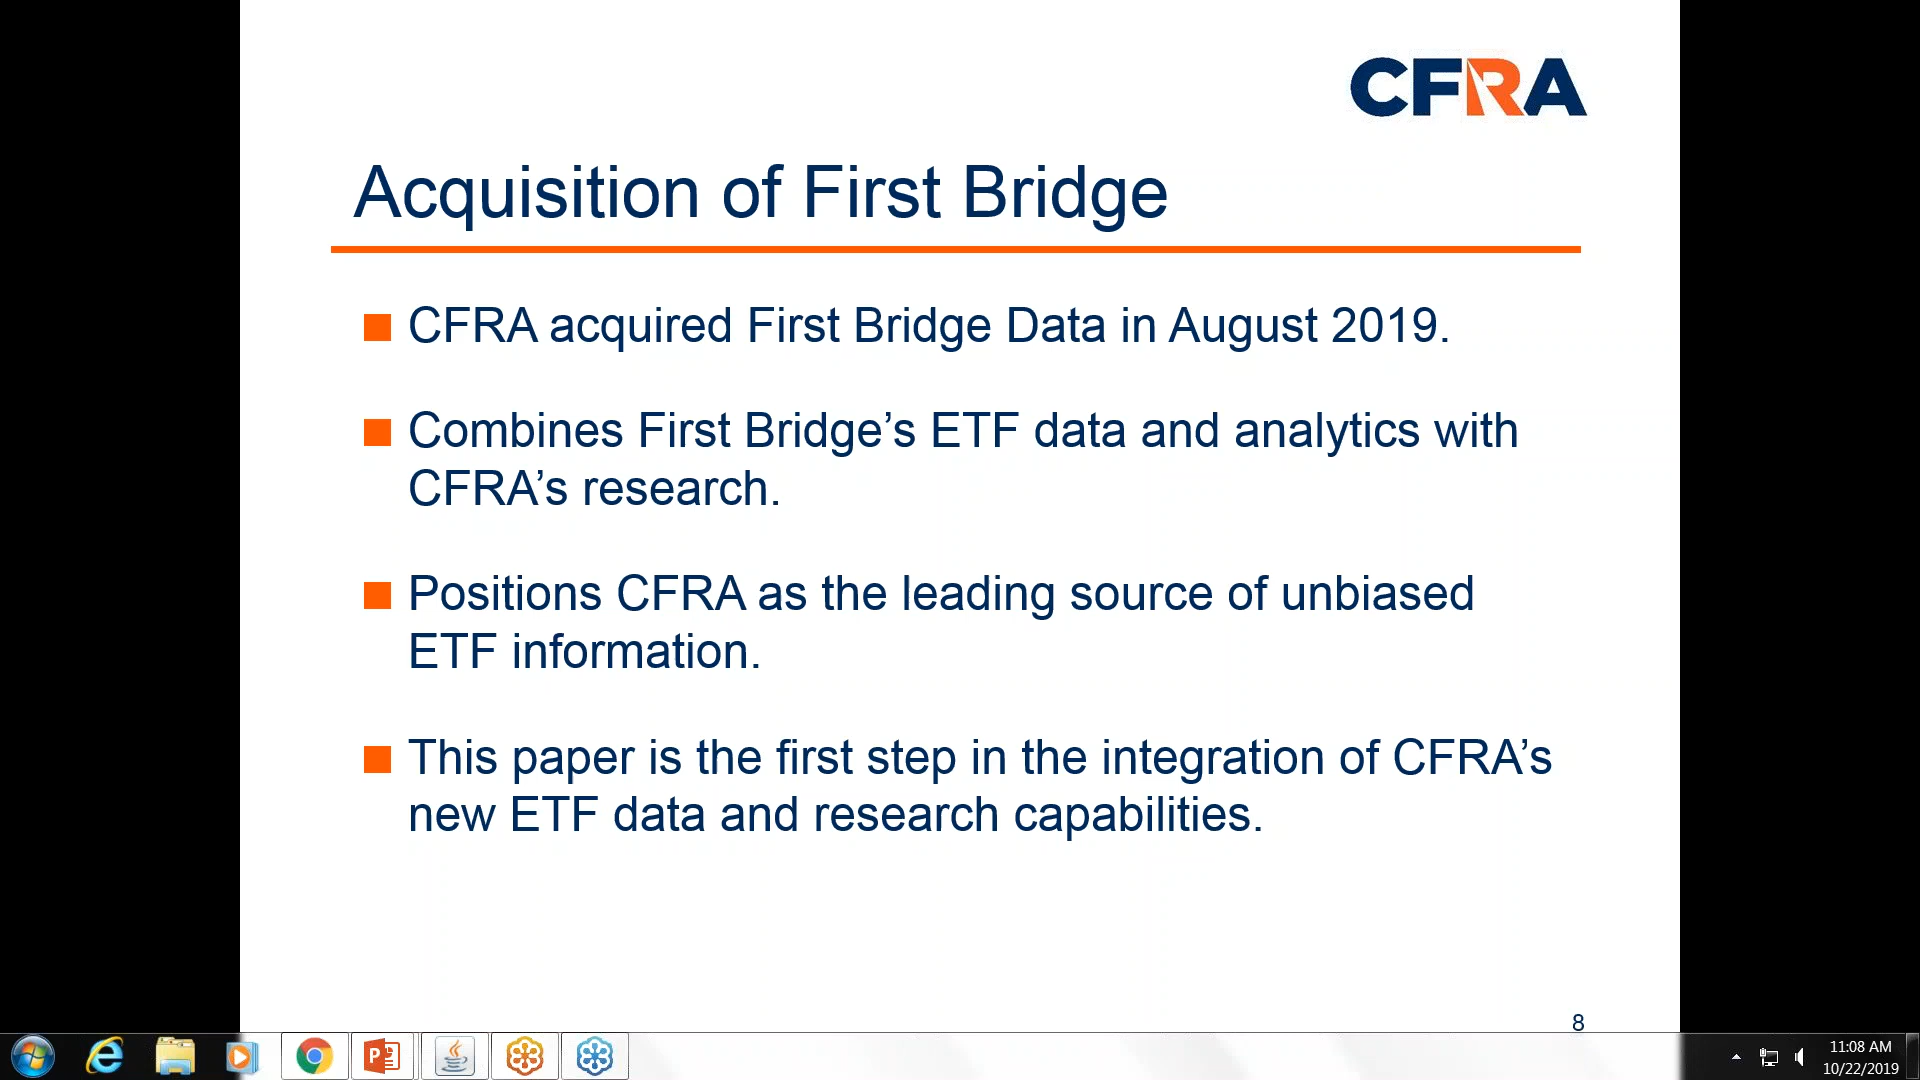 CFRA
Acquisition of First Bridge
CFRA acquired First Bridge Data in August 2019.
Combines First Bridge’s ETF data and analytics with
CFRA’s research.
Positions CFRA as the leading source of unbiased
ETF information.
This paper is the first step in the integration of CFRA’s
new ETF data and research capabilities.
8
11:08 AM
10/22/2019